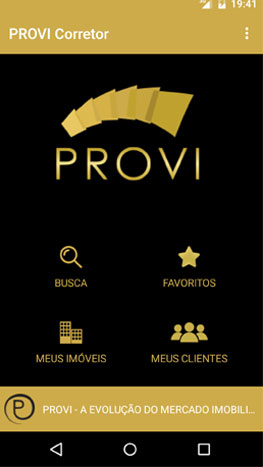 19:41
PROVI Corretor
PROVI
BUSCA
FAVORITOS
MEUS IMÓVEIS
MEUS CLIENTES
P PROVI - A EVOLUÇÃO DO MERCADO IMOBILI...